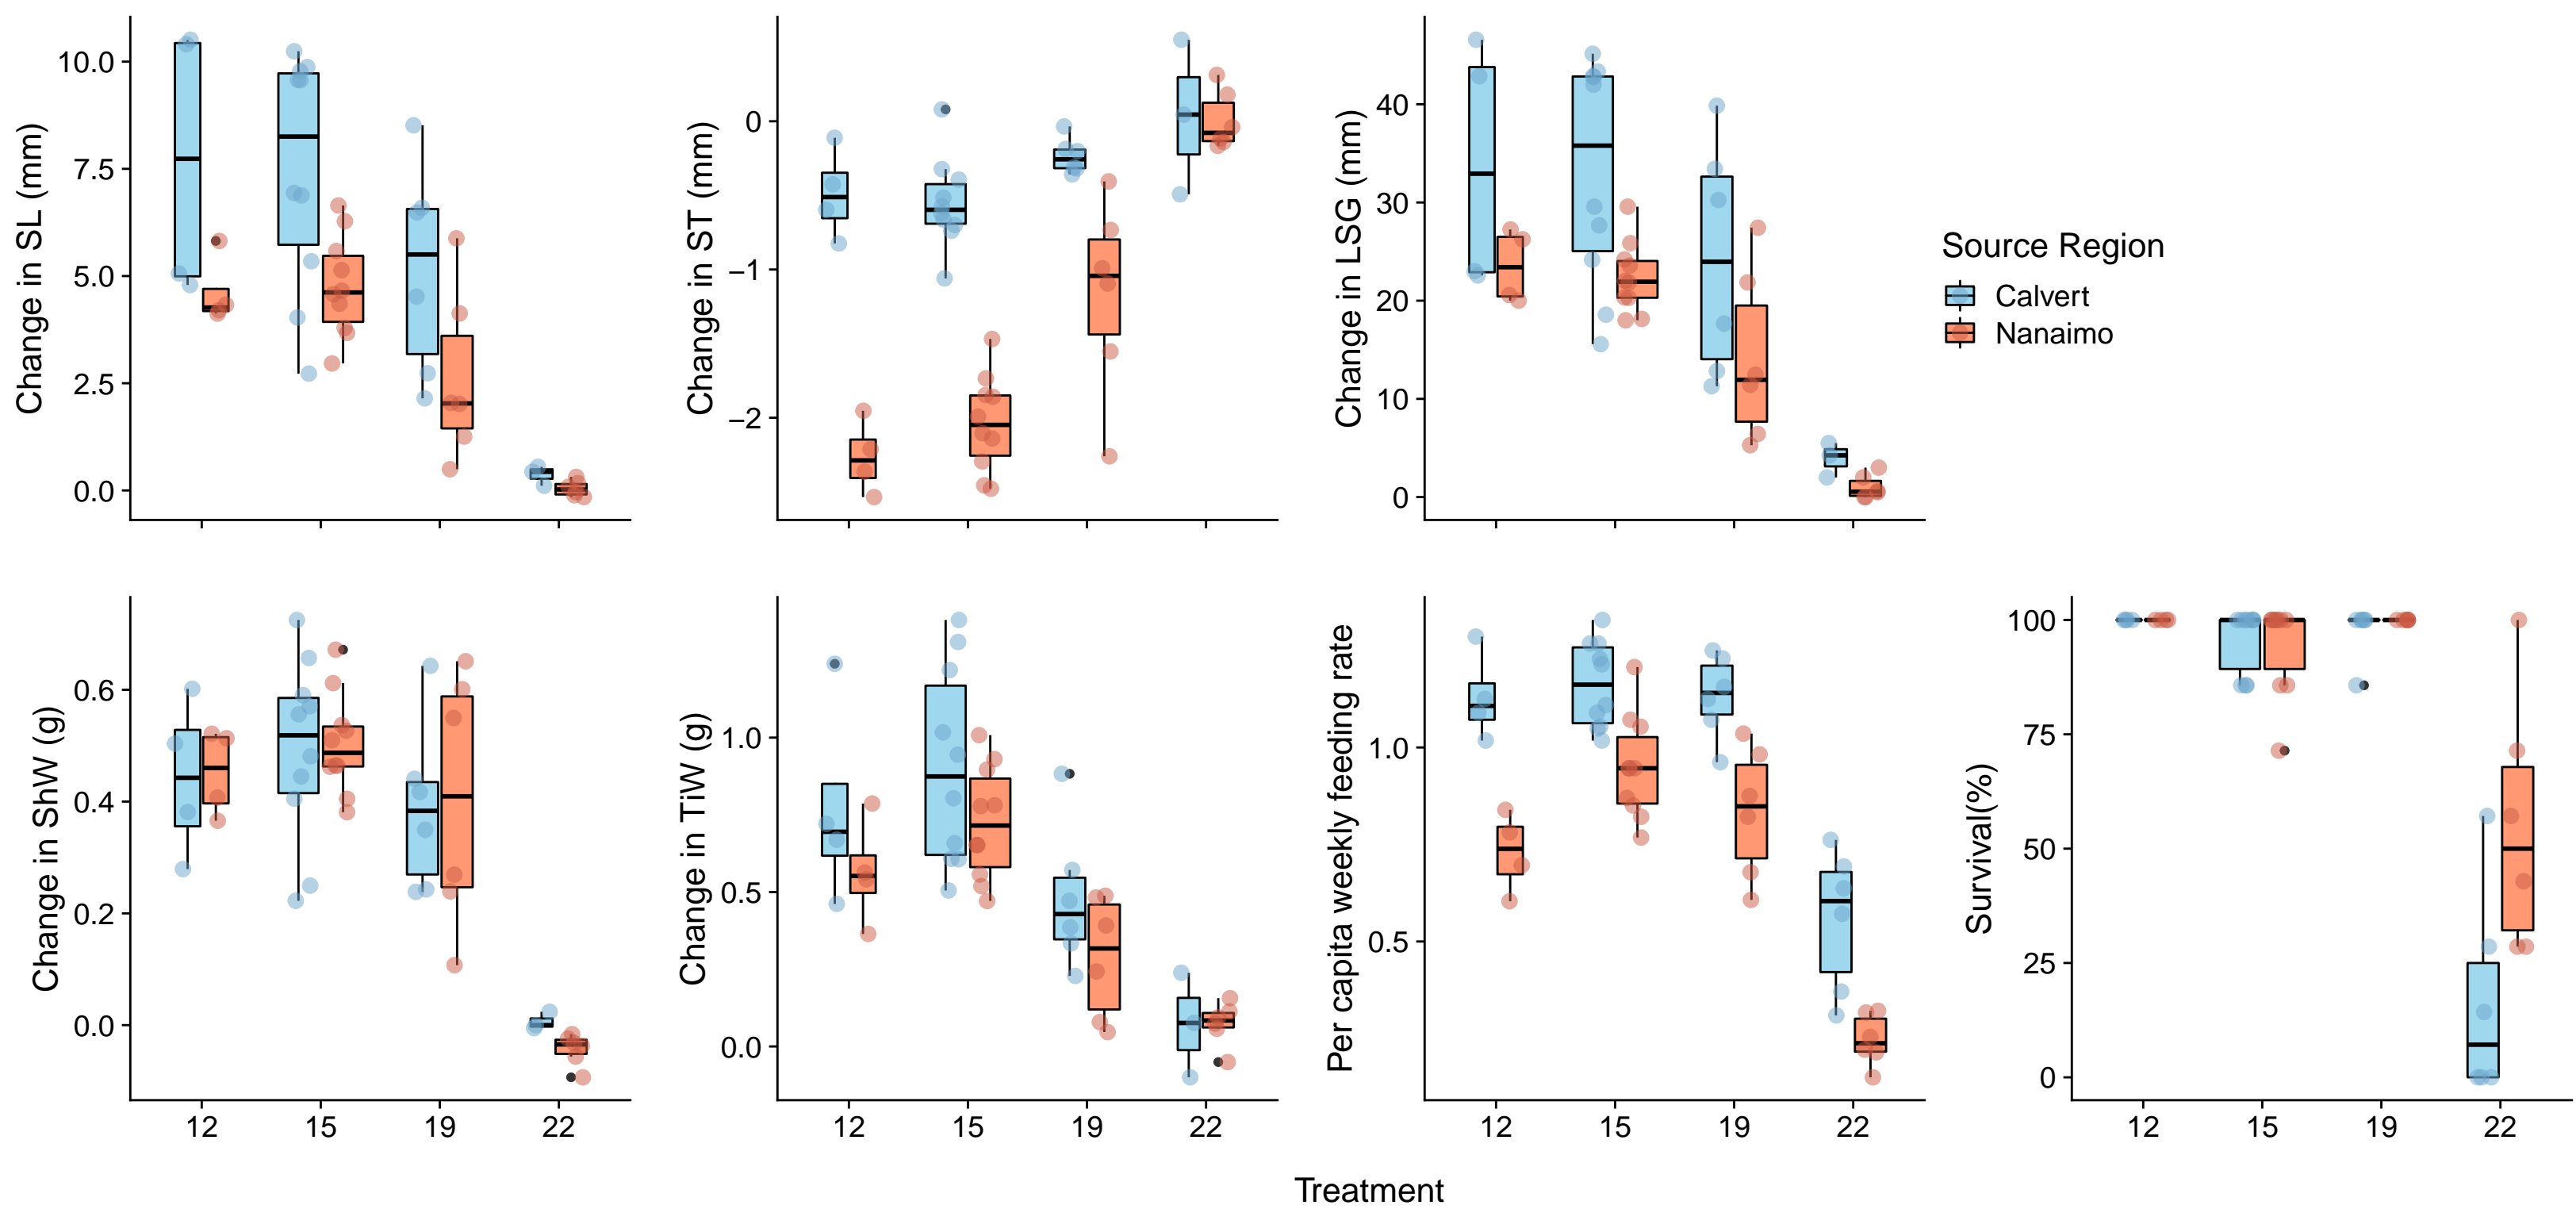 Change in SL (mm)
10.0
7.5
5.0
2.5
0.0
Change in ST (mm)
0
−1
−2
Change in LSG (mm)
40
30
20
10
0
Source Region
Calvert
Nanaimo
Change in ShW (g)
0.6
0.4
0.2
0.0
12 15 19 22
Change in TiW (g)
1.0
0.5
0.0
12 15 19 22
Per capita weekly feeding rate
1.0
0.5
12 15 19 22
Survival(%)
100
75
50
25
0
12 15 19 22
Treatment